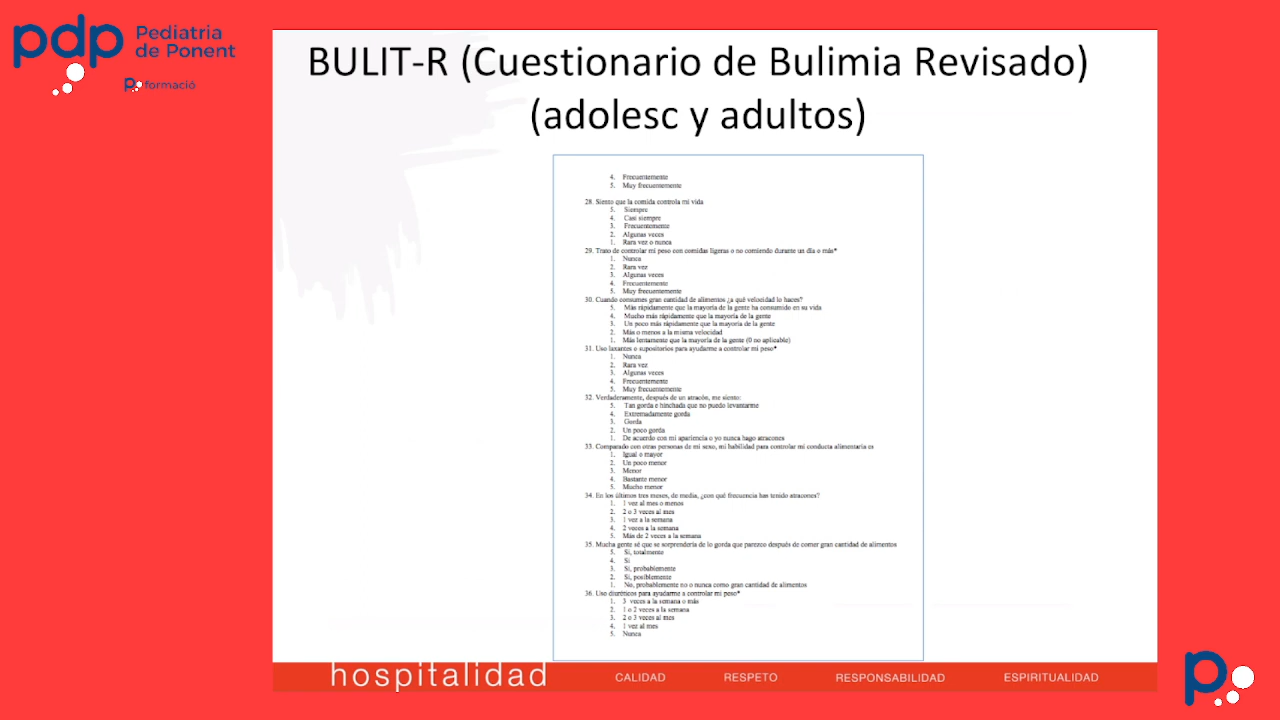 pdp Pediatria
de Ponent
formació
BULIT-R (Cuestionario de Bulimia Revisado)
(adolesc y adultos)
4. Frecuentemente
5. Muy frecuentemente
28. Siento que la comida controla mi vida
5. Siempre
4. Casi siempre
3. Frecuentemente
2. Algunas veces
1. Rara vez o nunca
29. Trato de controlar mi peso con comidas ligeras o no comiendo durante un día o más*
1. Nunca
2. Rara vez
3. Algunas veces
4. Frecuentemente
5. Muy frecuentemente
30. Cuando consumes gran cantidad de alimentos ¿a qué velocidad lo haces?
5. Más rápidamente que la mayoría de la gente ha consumido en su vida
4. Mucho más rápidamente que la mayoría de la gente
3. Un poco más rápidamente que la mayoría de la gente
2. Más o menos a la misma velocidad
1. Más lentamente que la mayoría de la gente (0 no aplicable)
31. Uso laxantes o supositorios para ayudarme a controlar mi peso*
1. Nunca
2. Rara vez
3. Algunas veces
4. Frecuentemente
5. Muy frecuentemente
32. Verdaderamente, después de un atracón, me siento:
5. Tan gorda e hinchada que no puedo levantarme
4. Extremadamente gorda
3. Gorda
2. Un poco gorda
1. De acuerdo con mi apariencia o yo nunca hago atracones
33. Comparado con otras personas de mi sexo, mi habilidad para controlar mi conducta alimentaria es
1. Igual o mayor
2. Un poco menor
3. Menor
4. Bastante menor
5. Mucho menor
34. En los últimos tres meses, de media, ¿con qué frecuencia has tenido atracones?
1. 1 vez al mes o menos
2. 2 o 3 veces al mes
3. 1 vez a la semana
4. 2 veces a la semana
5. Más de 2 veces a la semana
35. Mucha gente sé que se sorprendería de lo gorda que parezco después de comer gran cantidad de alimentos
5. Sí, totalmente
4. Sí
3. Sí, probablemente
2. Sí, posiblemente
1. No, probablemente no o nunca como gran cantidad de alimentos
36. Uso diuréticos para ayudarme a controlar mi peso*
1. 3 veces a la semana o más
2. 1 o 2 veces a la semana
3. 2 o 3 veces al mes
4. 1 vez al mes
5. Nunca
hospitalidad CALIDAD RESPETO RESPONSABILIDAD ESPIRITUALIDAD